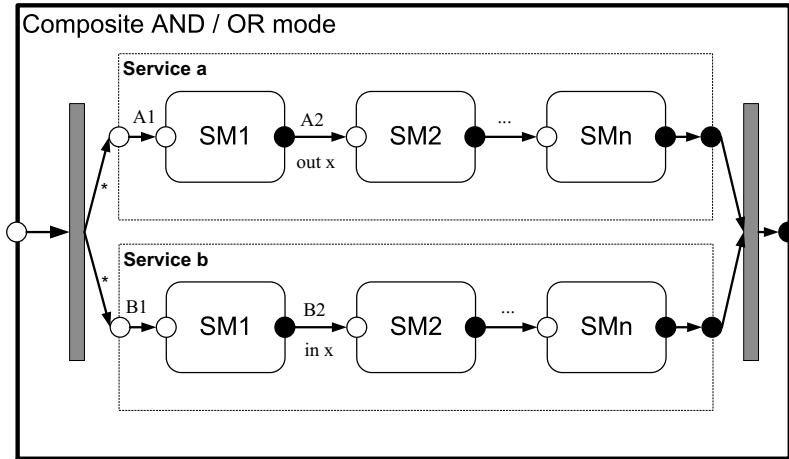 Composite AND / OR mode
Service a
A1
SM1
A2
out x
SM2
...
SMn
*
*
Service b
B1
SM1
B2
in x
SM2
...
SMn